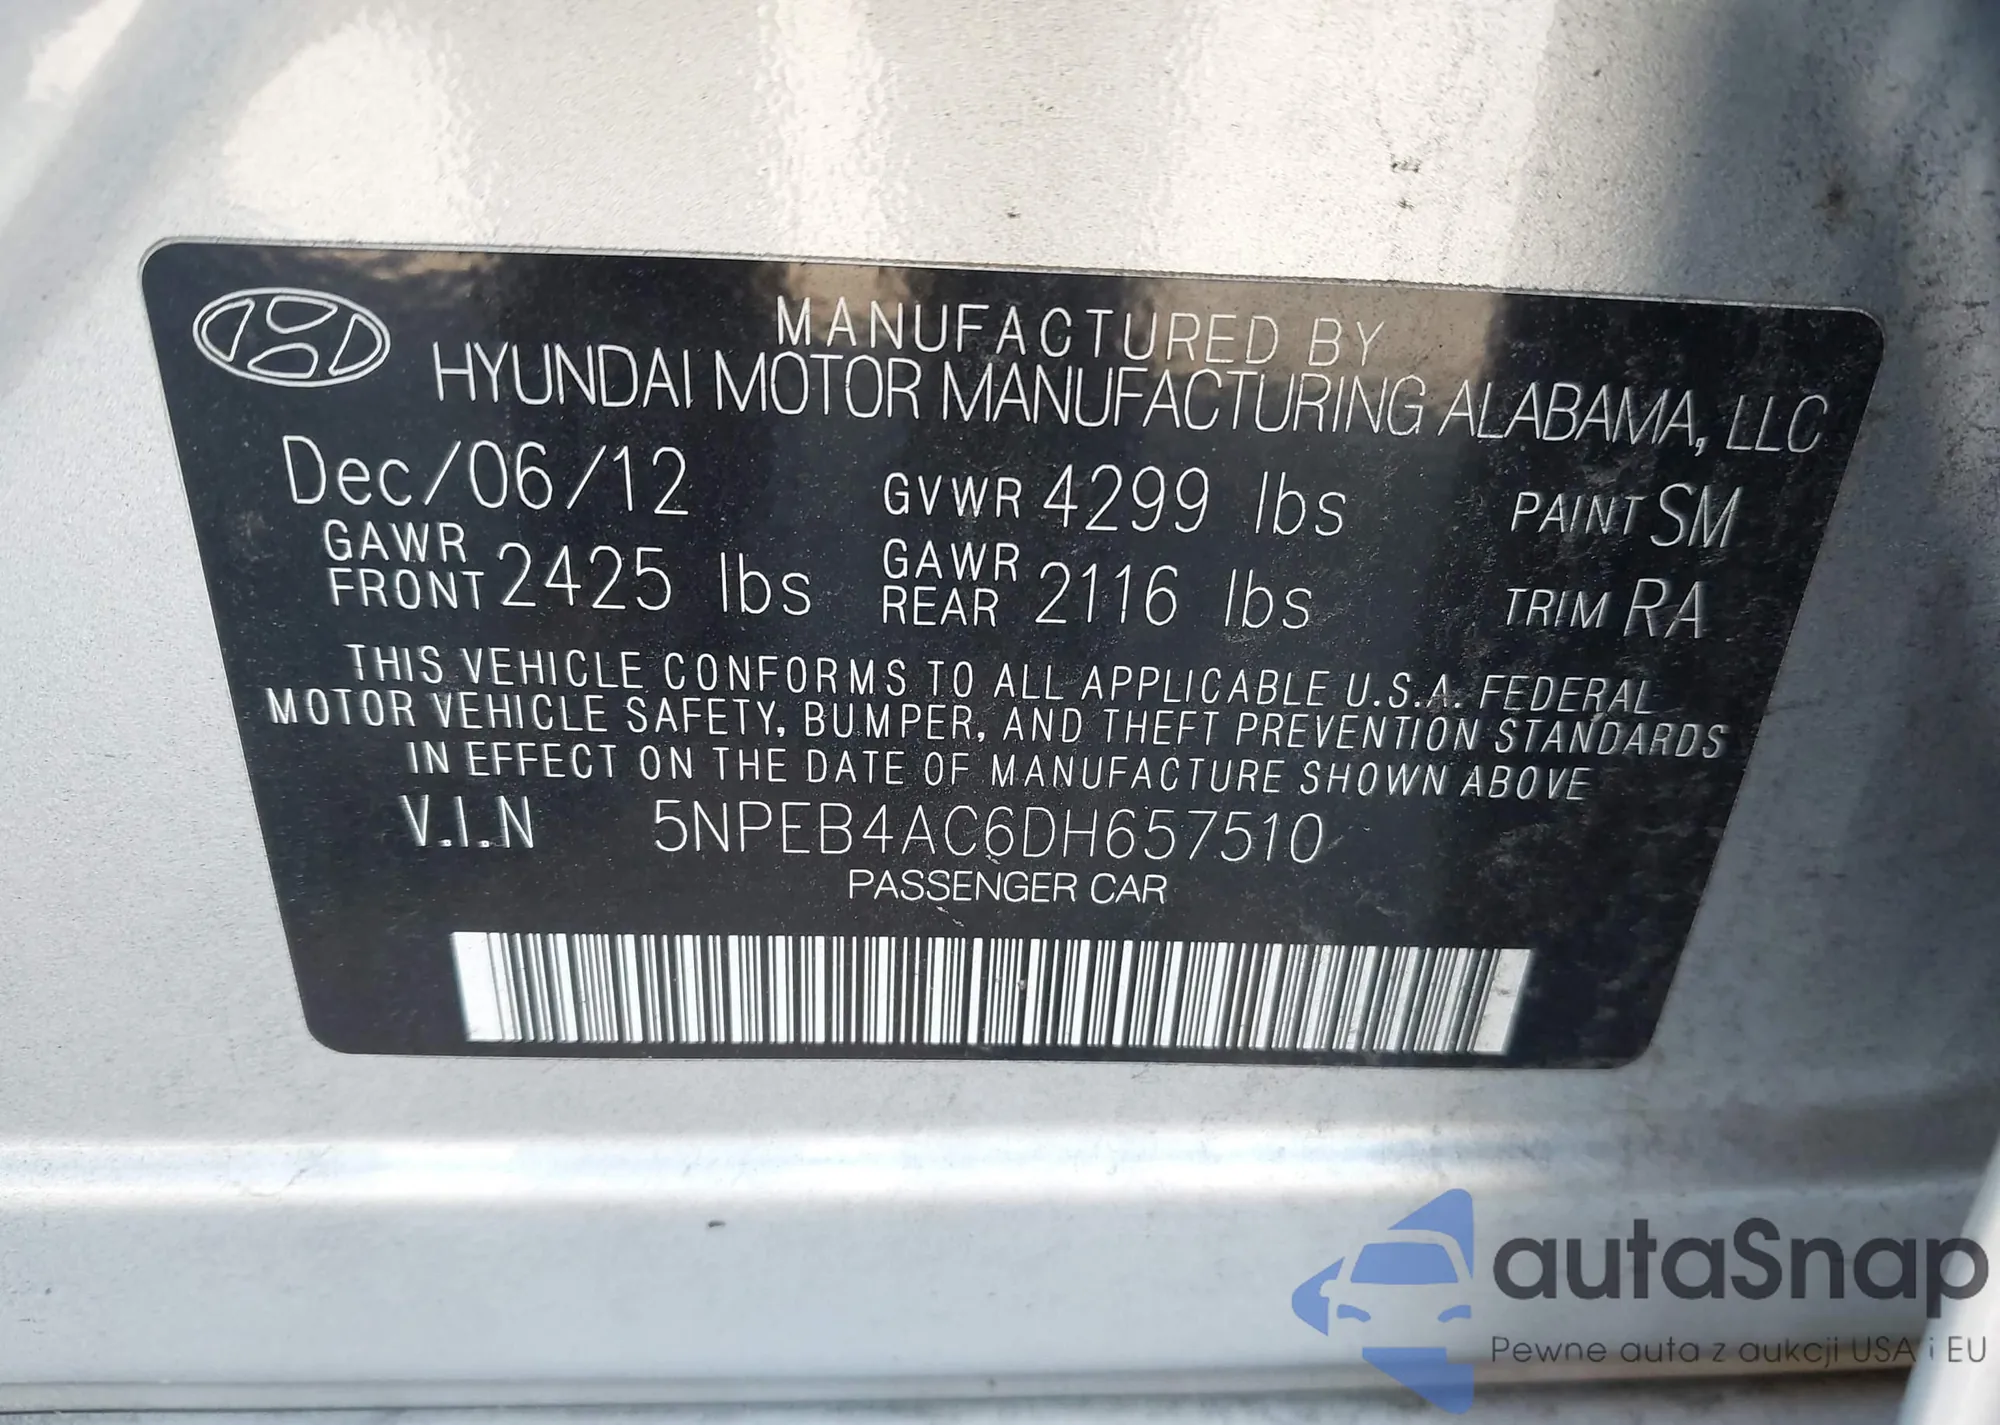 MANUFACTURED BY
HYUNDAI MOTOR MANUFACTURING ALABAMA, LLC
Dec/06/12 GVWR 4299 lbs PAINT SM
GAWR FRONT 2425 lbs GAWR REAR 2116 lbs TRIM RA
THIS VEHICLE CONFORMS TO ALL APPLICABLE U.S.A. FEDERAL
MOTOR VEHICLE SAFETY, BUMPER, AND THEFT PREVENTION STANDARDS
IN EFFECT ON THE DATE OF MANUFACTURE SHOWN ABOVE
V.I.N 5NPEB4AC6DH657510
PASSENGER CAR
autaSnap
Pewne auta z aukcji USA i EU